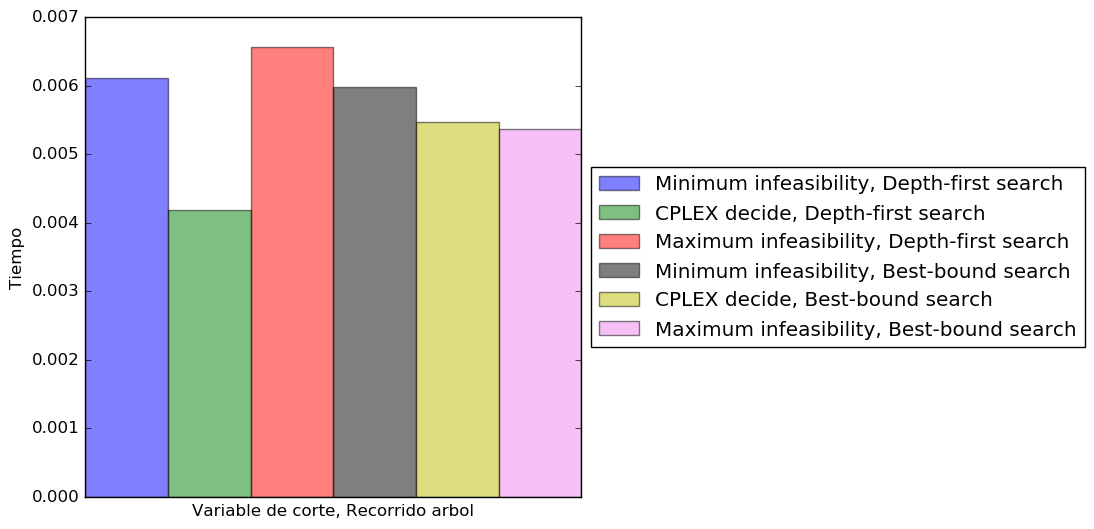 0.007
0.006
0.005
0.004
0.003
0.002
0.001
0.000
Tiempo
Variable de corte, Recorrido arbol
Minimum infeasibility, Depth-first search
CPLEX decide, Depth-first search
Maximum infeasibility, Depth-first search
Minimum infeasibility, Best-bound search
CPLEX decide, Best-bound search
Maximum infeasibility, Best-bound search